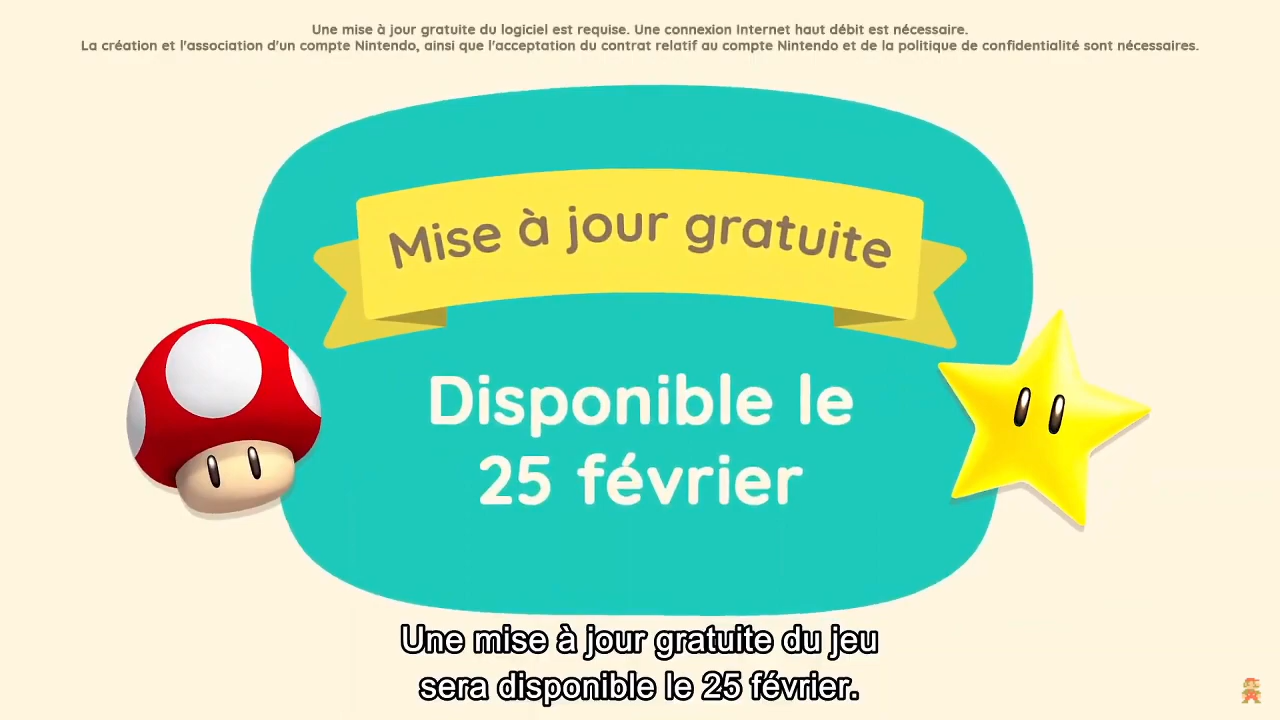 Une mise à jour gratuite du logiciel est requise. Une connexion Internet haut débit est nécessaire.
La création et l'association d'un compte Nintendo, ainsi que l'acceptation du contrat relatif au compte Nintendo et de la politique de confidentialité sont nécessaires.
Mise à jour gratuite
Disponible le
25 février
Une mise à jour gratuite du jeu
sera disponible le 25 février.